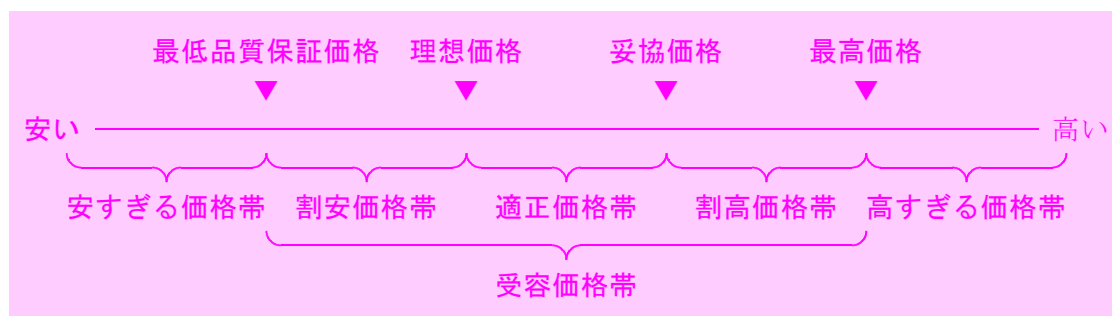 最低品質保証価格 理想価格 妥協価格 最高価格
▼ ▼ ▼ ▼
安い 高い
安すぎる価格帯 割安価格帯 適正価格帯 割高価格帯 高すぎる価格帯
受容価格帯